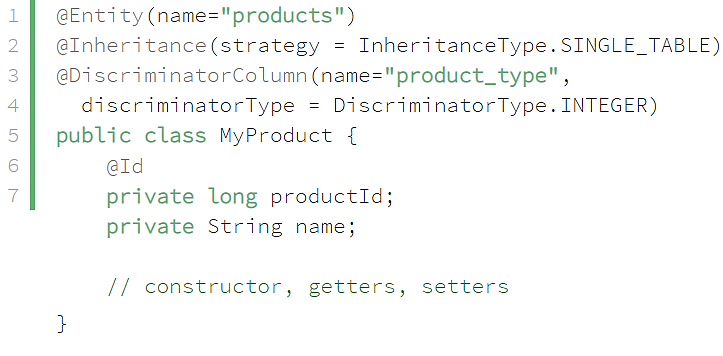 1 @Entity(name="products")
2 @Inheritance(strategy = InheritanceType.SINGLE_TABLE)
3 @DiscriminatorColumn(name="product_type",
4 discriminatorType = DiscriminatorType.INTEGER)
5 public class MyProduct {
6 @Id
7 private long productId;
private String name;
// constructor, getters, setters
}